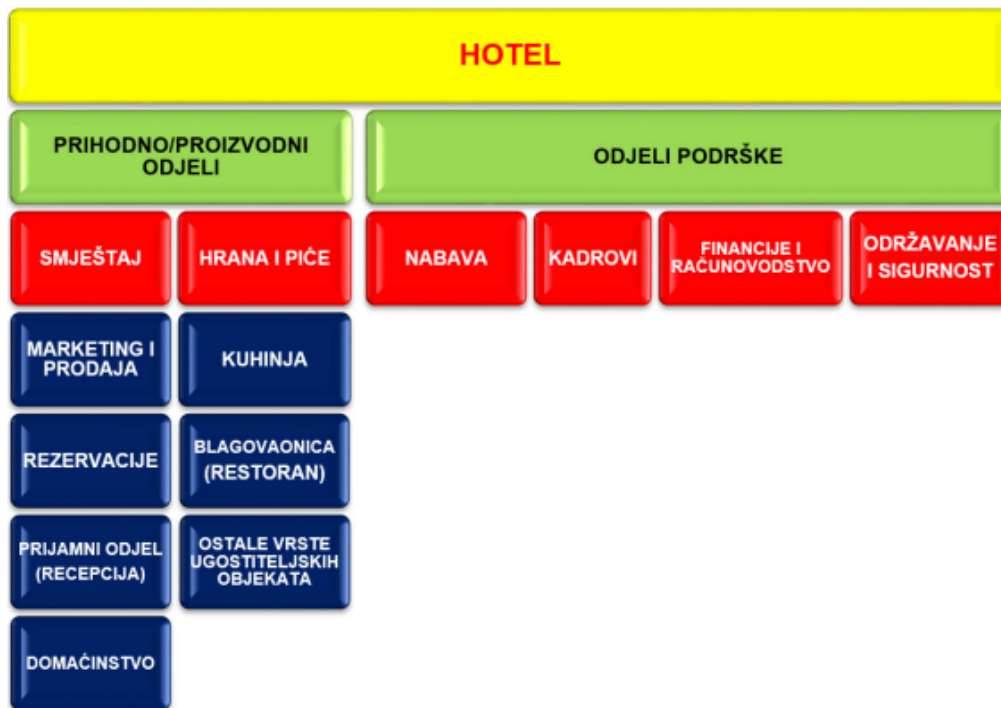 HOTEL
PRIHODNO/PROIZVODNI
ODJELI
ODJELI PODRŠKE
SMJEŠTAJ
HRANA I PIĆE
NABAVA
KADROVI
FINANCIJE I
RAČUNOVODSTVO
ODRŽAVANJE
I SIGURNOST
MARKETING I
PRODAJA
KUHINJA
REZERVACIJE
BLAGOVAONICA
(RESTORAN)
PRIJAMNI ODJEL
(RECEPCIJA)
OSTALE VRSTE
UGOSTITELJSKIH
OBJEKATA
DOMAĆINSTVO